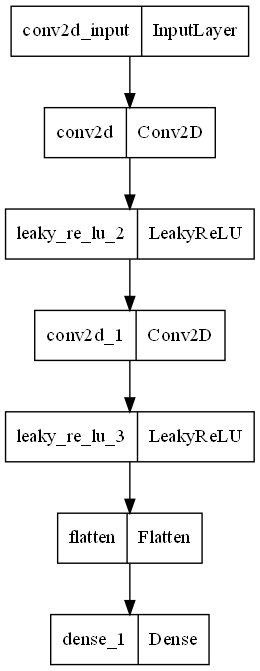 conv2d_input InputLayer
conv2d Conv2D
leaky_re_lu_2 LeakyReLU
conv2d_1 Conv2D
leaky_re_lu_3 LeakyReLU
flatten Flatten
dense_1 Dense